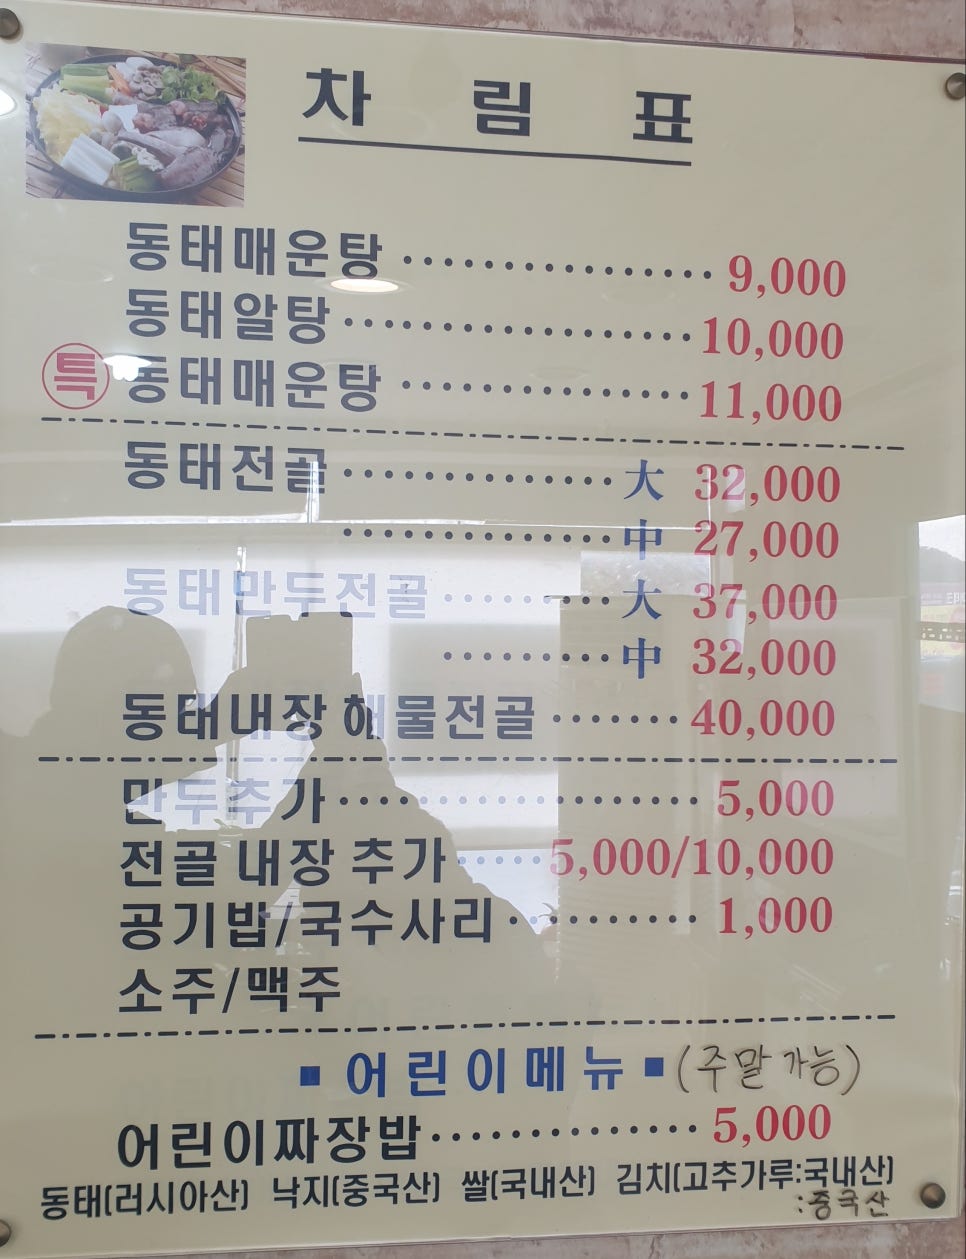 차림표
동태매운탕 ................ 9,000
동태알탕 .................. 10,000
특 동태매운탕 ............... 11,000
동태전골 .............. 大 32,000
.............. 中 27,000
동태만두전골 ......... 大 37,000
......... 中 32,000
동태내장 해물전골 ....... 40,000
만두추가 .................. 5,000
전골 내장 추가 ..... 5,000/10,000
공기밥/국수사리 .......... 1,000
소주/맥주
■ 어린이메뉴 ■ (주말 가능)
어린이짜장밥 .............. 5,000
동태(러시아산) 낙지(중국산) 쌀(국내산) 김치(고추가루:국내산)
:중국산